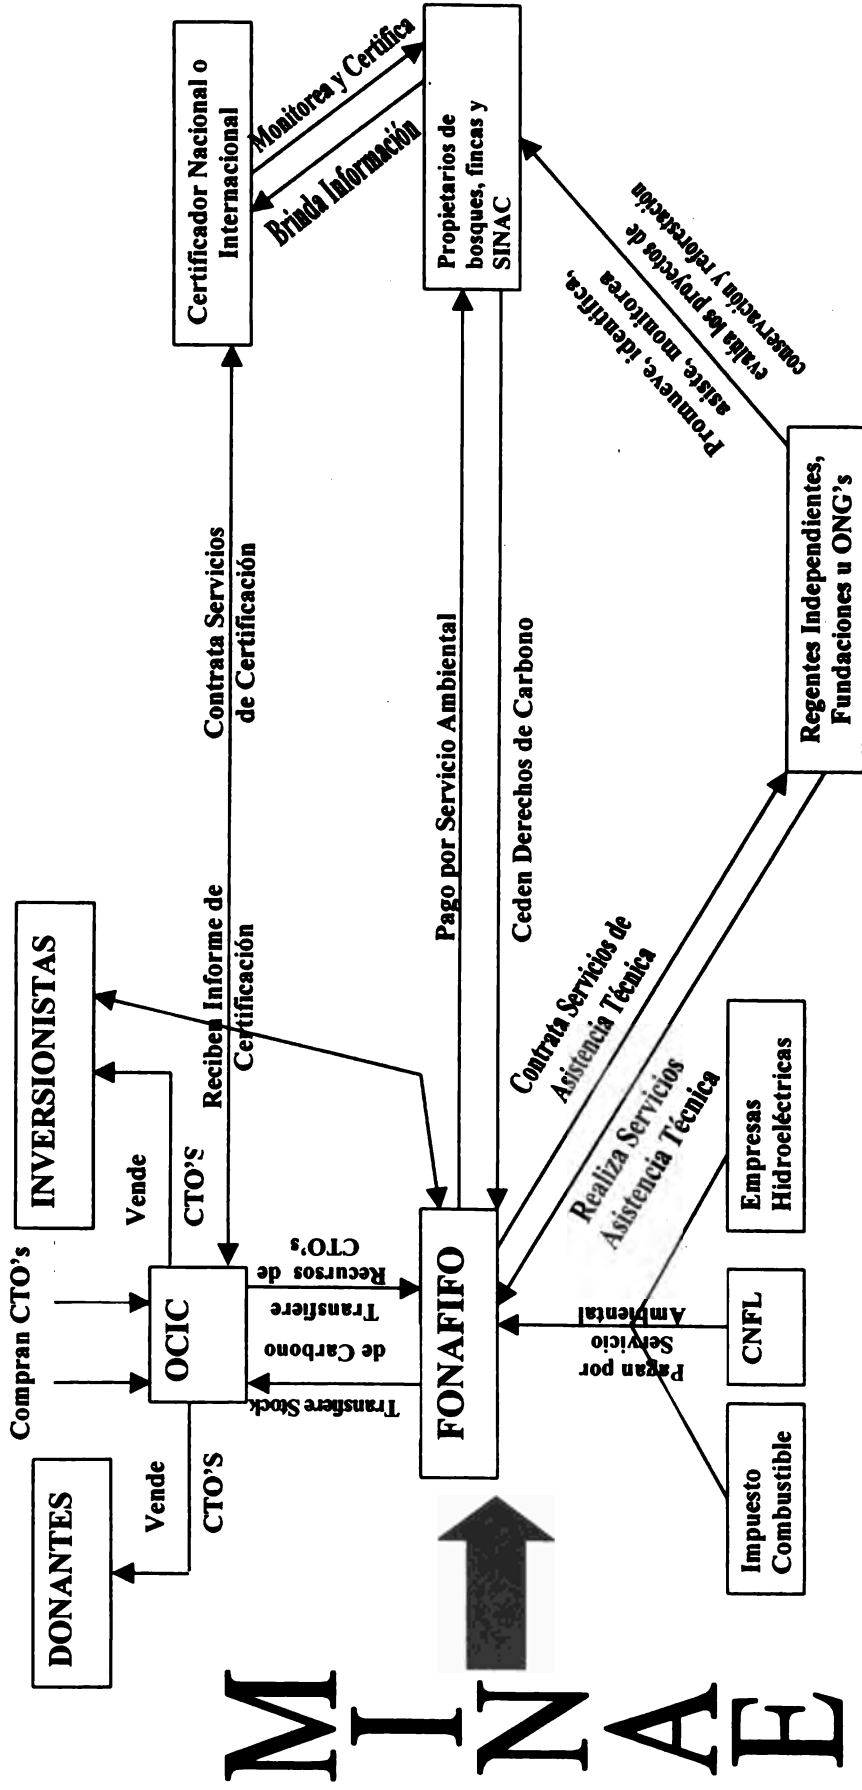 Compran CTO's
DONANTES
INVERSIONISTAS
Vende
CTO'S
Vende
CTO'S
OCIC
Reciben Informe de
Certificación
Contrata Servicios
de Certificación
Certificador Nacional o
Internacional
Monitorea y Certifica
Brinda Información
Transfiere Stock
de Carbono
Transfiere
Recursos de
CTO's
MINAE
FONAFIFO
Pago por Servicio Ambiental
Ceden Derechos de Carbono
Propietarios de
bosques, fincas y
SINAC
Contrata Servicios de
Asistencia Técnica
Realiza Servicios
Asistencia Técnica
Promueve, identifica,
asiste, monitorea
evalúa los proyectos de
conservación y reforestación
Pagan por
Servicio
Ambiental
Impuesto
Combustible
CNFL
Empresas
Hidroeléctricas
Regentes Independientes,
Fundaciones u ONG's